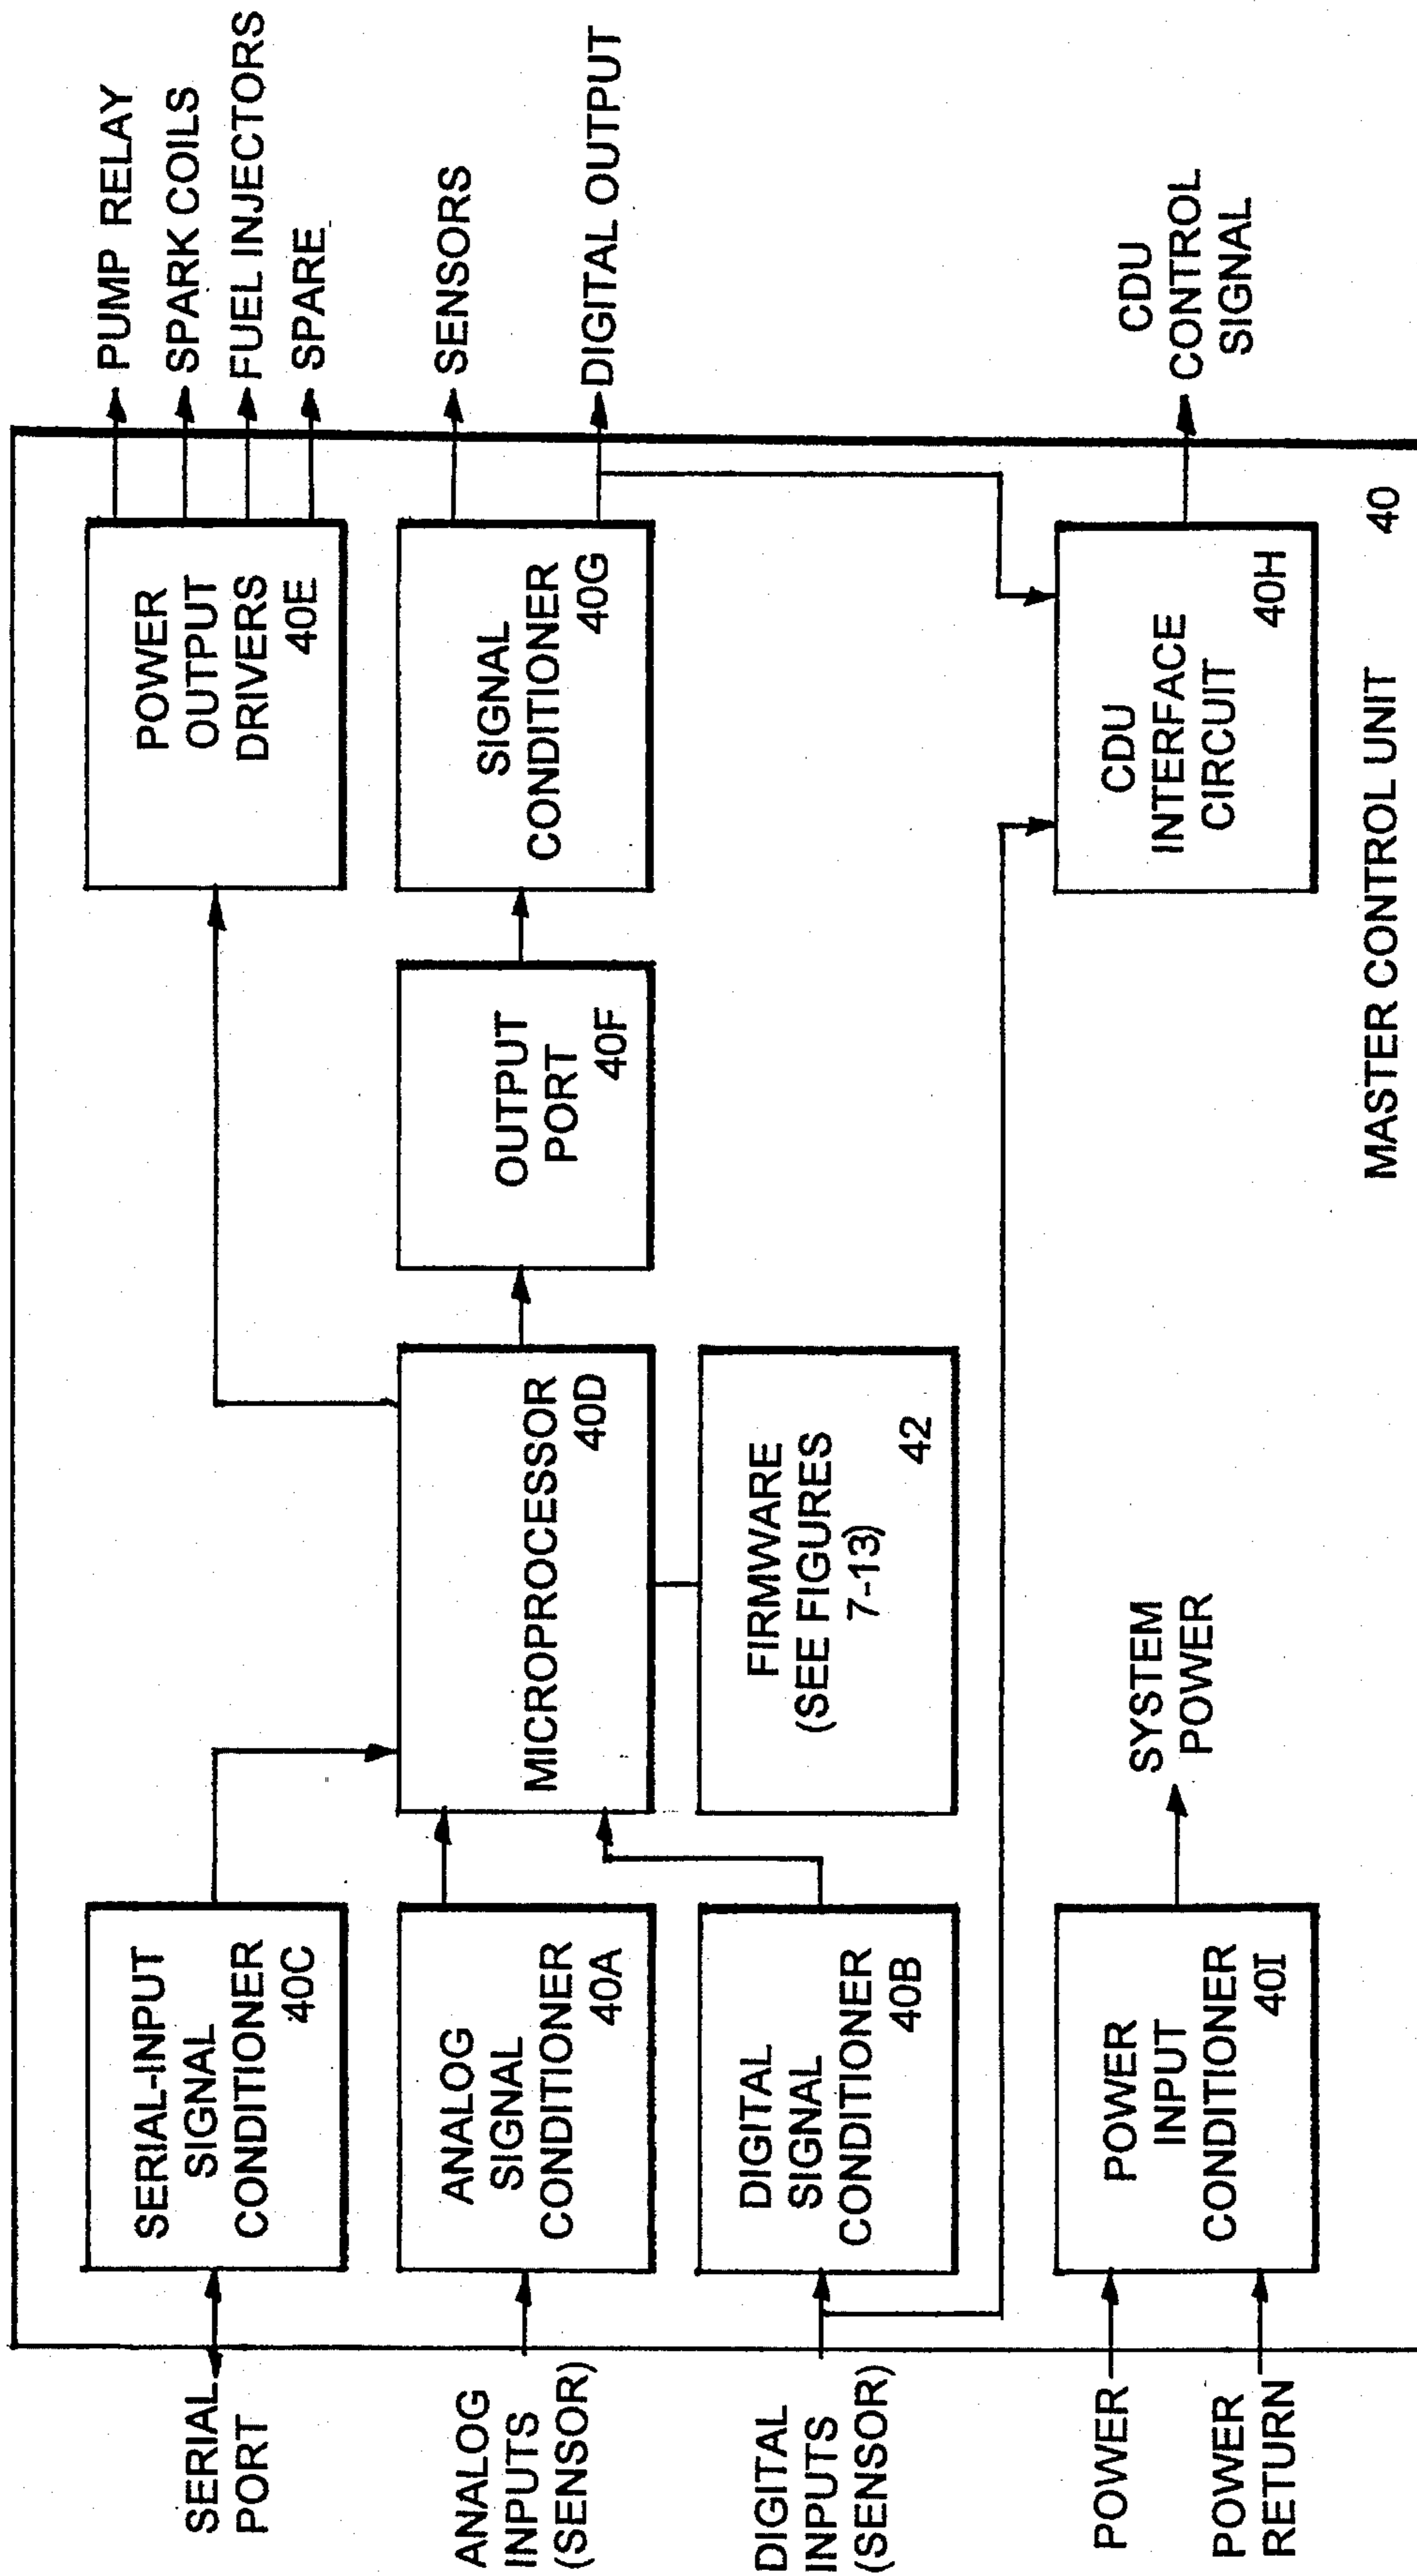 SERIAL
PORT
SERIAL-INPUT
SIGNAL
CONDITIONER
40C
POWER
OUTPUT
DRIVERS
40E
PUMP RELAY
SPARK COILS
FUEL INJECTORS
SPARE
ANALOG
INPUTS
(SENSOR)
ANALOG
SIGNAL
CONDITIONER
40A
MICROPROCESSOR
40D
OUTPUT
PORT
40F
SIGNAL
CONDITIONER
40G
SENSORS
DIGITAL OUTPUT
DIGITAL
INPUTS
(SENSOR)
DIGITAL
SIGNAL
CONDITIONER
40B
FIRMWARE
(SEE FIGURES
7-13)
42
POWER
POWER
RETURN
POWER
INPUT
CONDITIONER
40I
SYSTEM
POWER
CDU
INTERFACE
CIRCUIT
40H
CDU
CONTROL
SIGNAL
MASTER CONTROL UNIT 40